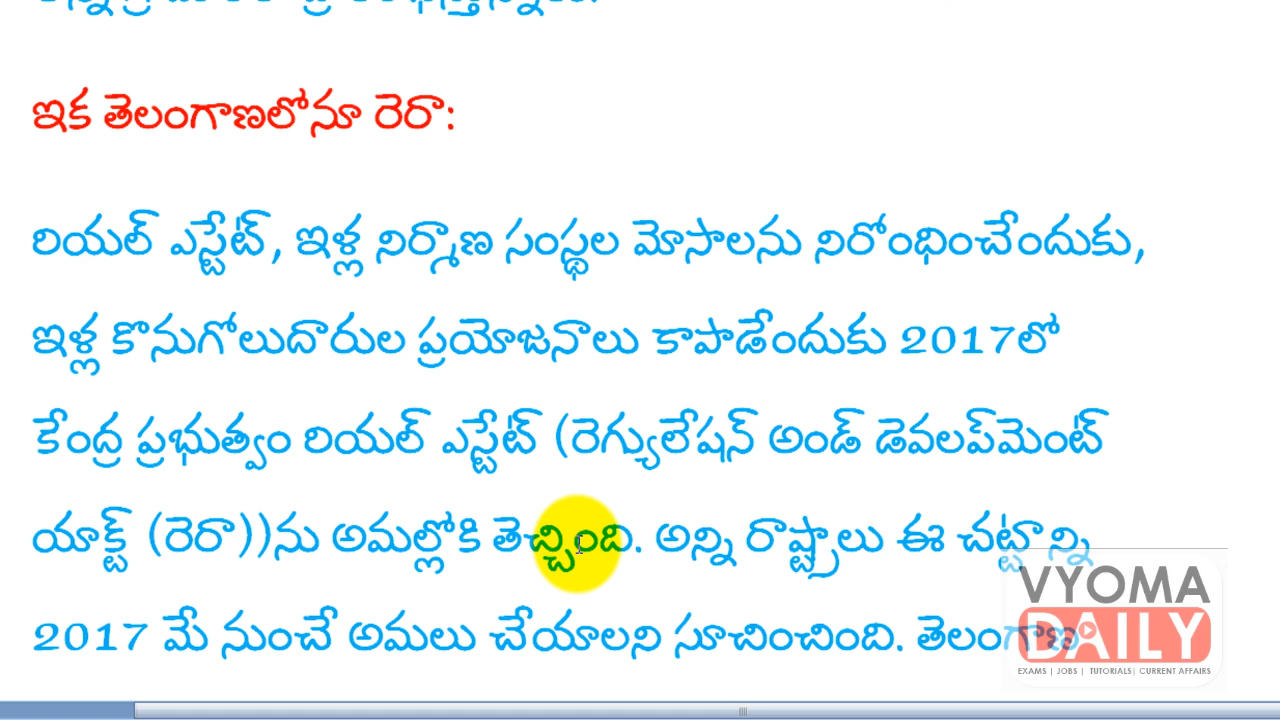 ఇక తెలంగాణలోనూ రెరా:
రియల్ ఎస్టేట్, ఇళ్ల నిర్మాణ సంస్థల మోసాలను నిరోంధించేందుకు,
ఇళ్ల కొనుగోలుదారుల ప్రయోజనాలు కాపాడేందుకు 2017లో
కేంద్ర ప్రభుత్వం రియల్ ఎస్టేట్ (రెగ్యులేషన్ అండ్ డెవలప్‌మెంట్
యాక్ట్ (రెరా))ను అమల్లోకి తెచ్చింది. అన్ని రాష్ట్రాలు ఈ చట్టాన్ని
2017 మే నుంచే అమలు చేయాలని సూచించింది. తెలంగాణ
VYOMA
DAILY
EXAMS | JOBS | TUTORIALS| CURRENT AFFAIRS